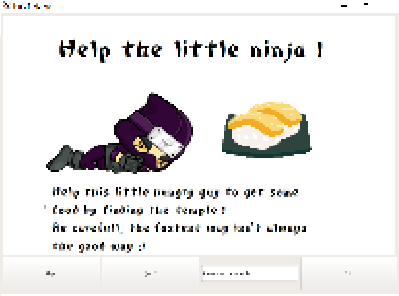 Help the little ninja !
Help this little hungry guy to get some
food by finding the temple !
Be carefull, the fastest way isn't always
the good way :)